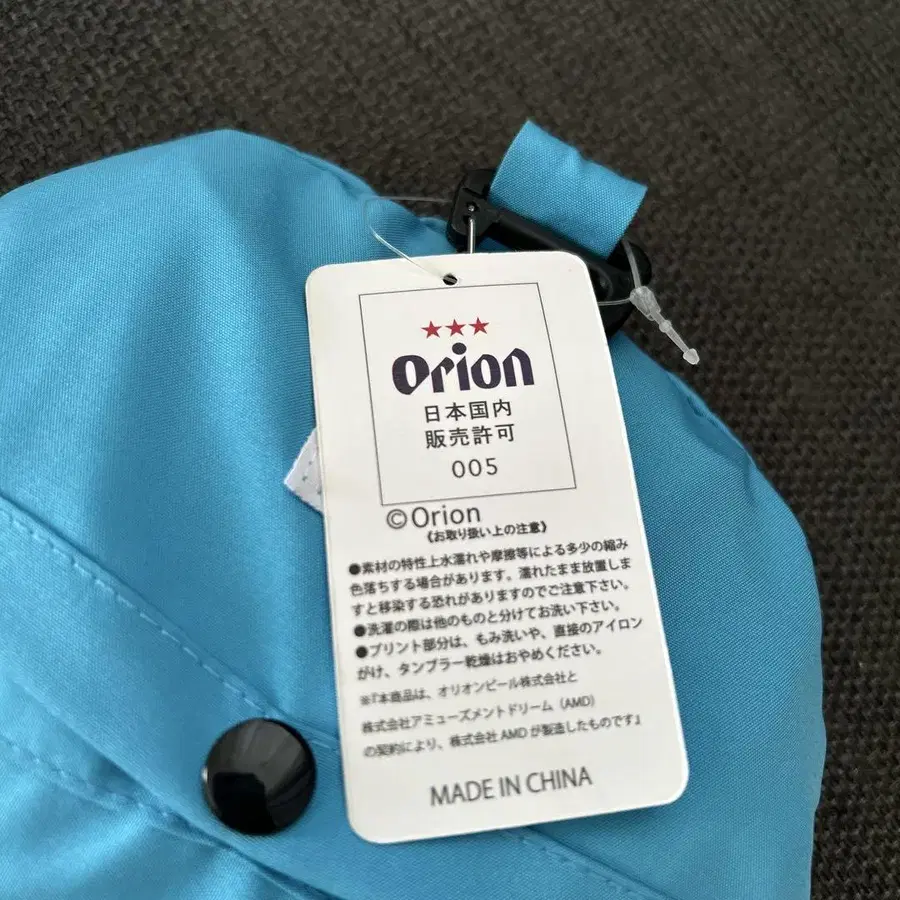 ★★★
Orion
日本国内
販売許可
005
©Orion
《お取り扱い上の注意》
●素材の特性上水濡れや摩擦等による多少の縮み
色落ちする場合があります。濡れたまま放置しま
すと移染する恐れがありますのでご注意下さい。
●洗濯の際は他のものと分けてお洗い下さい。
●プリント部分は、もみ洗いや、直接のアイロン
がけ、タンブラー乾燥はおやめください。
※『本商品は、オリオンビール株式会社と
株式会社アミューズメントドリーム（AMD）
の契約により、株式会社AMDが製造したものです』
MADE IN CHINA